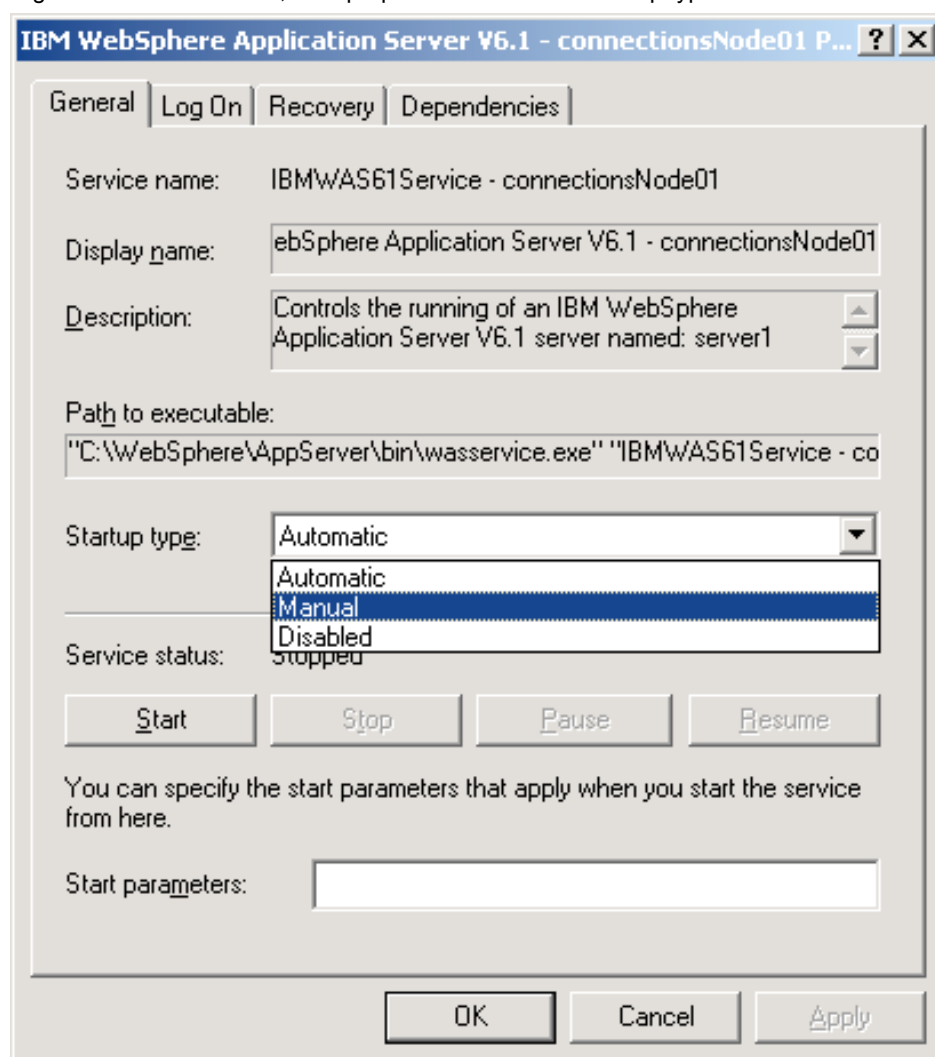 IBM WebSphere Application Server V6.1 - connectionsNode01 P...
General Log On Recovery Dependencies
Service name: IBMWAS61Service - connectionsNode01
Display name: ebSphere Application Server V6.1 - connectionsNode01
Description: Controls the running of an IBM WebSphere
Application Server V6.1 server named: server1
Path to executable:
"C:\WebSphere\AppServer\bin\wasservice.exe" "IBMWAS61Service - co
Startup type: Automatic
Automatic
Manual
Disabled
Service status: Stopped
Start Stop Pause Resume
You can specify the start parameters that apply when you start the service
from here.
Start parameters:
OK Cancel Apply